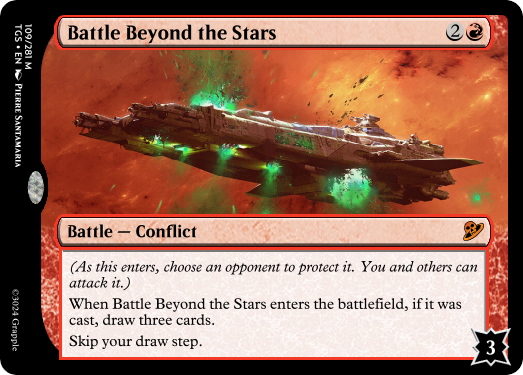 Battle Beyond the Stars
2
Battle — Conflict
(As this enters, choose an opponent to protect it. You and others can
attack it.)
When Battle Beyond the Stars enters the battlefield, if it was
cast, draw three cards.
Skip your draw step.
3
109/281 M
TGS • EN Pierre Santamaria
©3024 Grapple